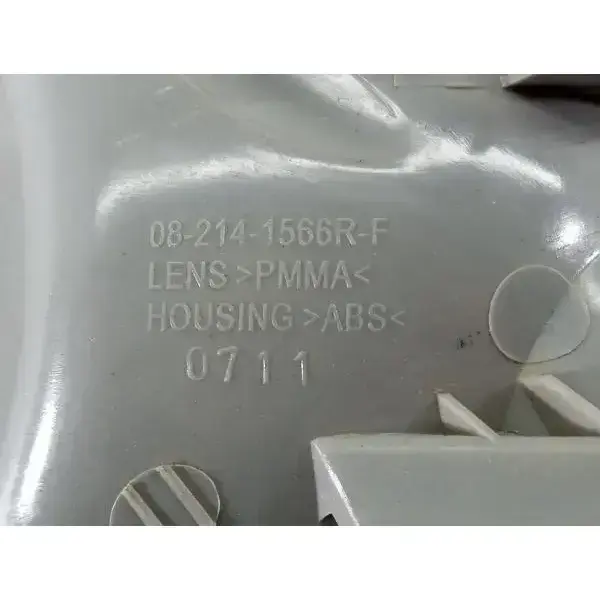 08-214-1566R-F
LENS >PMMA<
HOUSING >ABS<
0711